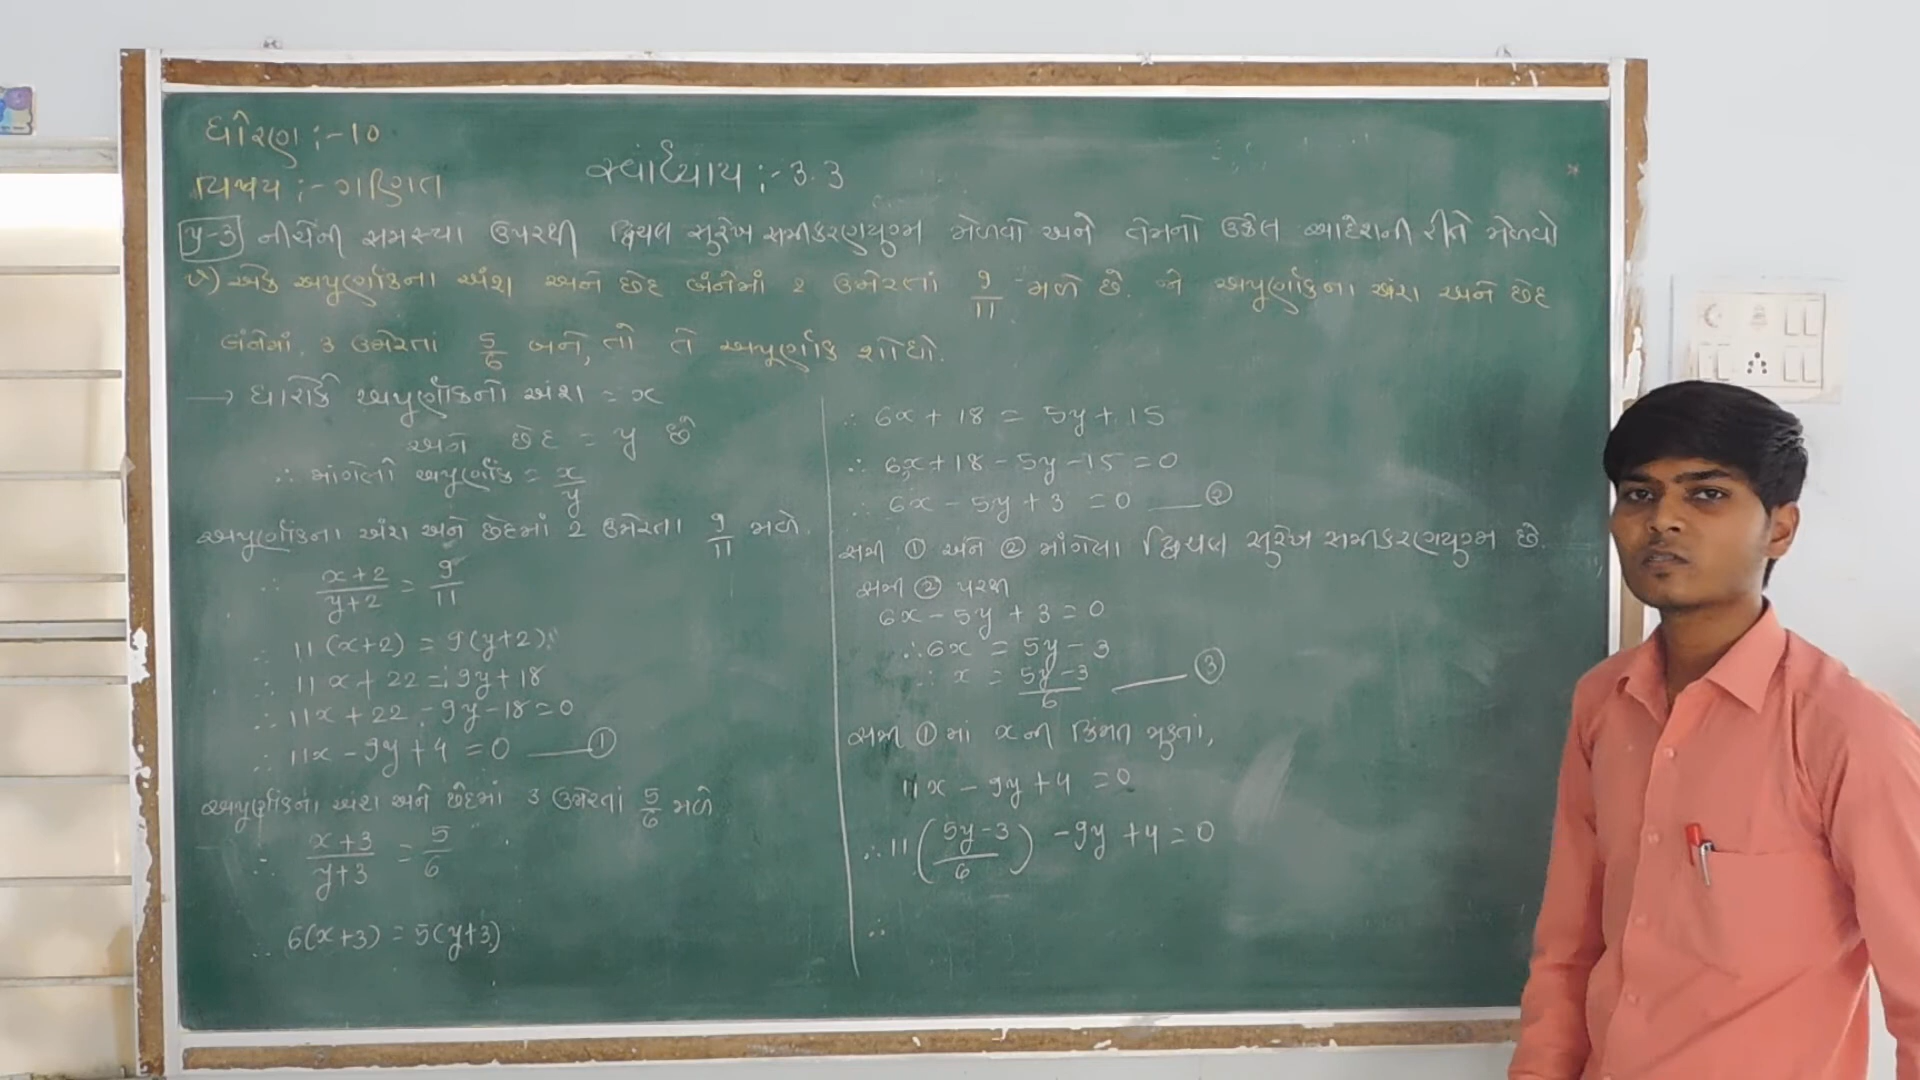 ધોરણ :- 10
વિષય :- ગણિત
સ્વાધ્યાય :- 3.3
પ્ર-3 નીચેની સમસ્યા ઉપરથી દ્વિચલ સુરેખ સમીકરણયુગ્મ મેળવો અને તેમનો ઉકેલ આદેશની રીતે મેળવો
v) એક અપૂર્ણાંકના અંશ અને છેદ બંનેમાં 2 ઉમેરતાં 9/11 મળે છે. જો અપૂર્ણાંકના અંશ અને છેદ
બંનેમાં 3 ઉમેરતાં 5/6 બને, તો તે અપૂર્ણાંક શોધો.
→ ધારોકે અપૂર્ણાંકનો અંશ = x
અને છેદ = y છે
∴ માંગેલો અપૂર્ણાંક = x/y
અપૂર્ણાંકના અંશ અને છેદમાં 2 ઉમેરતા 9/11 મળે.
∴ (x+2)/(y+2) = 9/11
∴ 11(x+2) = 9(y+2)
∴ 11x + 22 = 9y + 18
∴ 11x + 22 - 9y - 18 = 0
∴ 11x - 9y + 4 = 0 —— ①
અપૂર્ણાંકના અંશ અને છેદમાં 3 ઉમેરતાં 5/6 મળે
∴ (x+3)/(y+3) = 5/6
∴ 6(x+3) = 5(y+3)
∴ 6x + 18 = 5y + 15
∴ 6x + 18 - 5y - 15 = 0
∴ 6x - 5y + 3 = 0 —— ②
સમી ① અને ② માંગેલા દ્વિચલ સુરેખ સમીકરણયુગ્મ છે.
સમી ② પરથી
6x - 5y + 3 = 0
∴ 6x = 5y - 3
∴ x = (5y-3)/6 —— ③
સમી ① માં x ની કિંમત મુકતાં,
11x - 9y + 4 = 0
∴ 11((5y-3)/6) - 9y + 4 = 0
∴